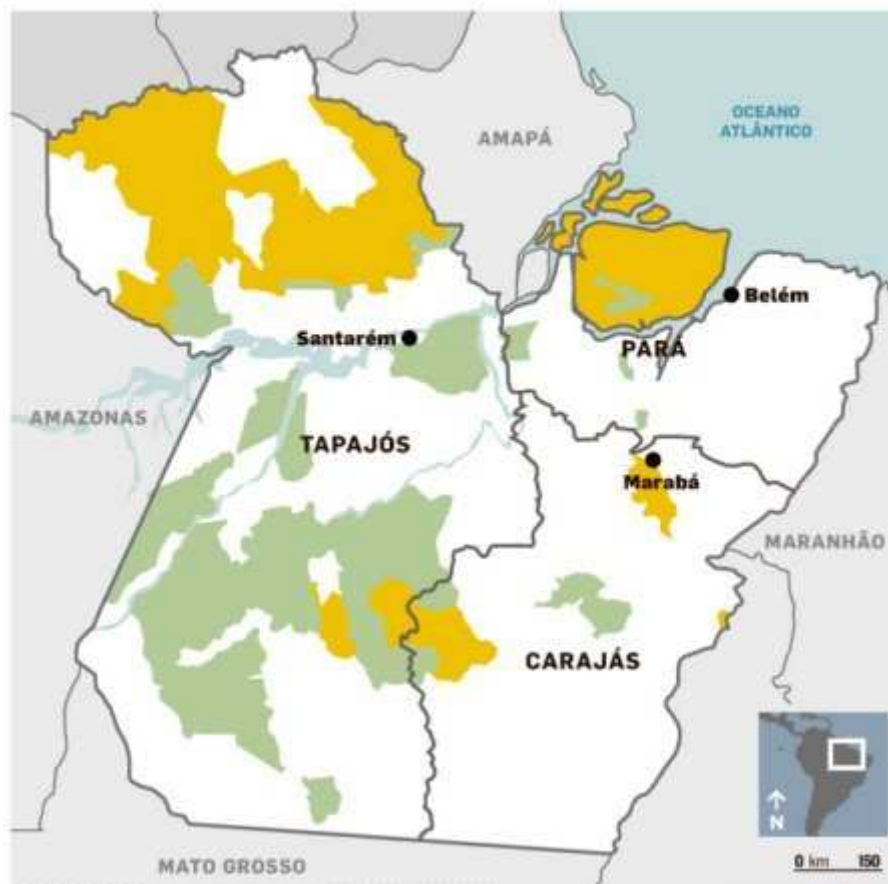 OCEANO
ATLÂNTICO
AMAPÁ
Belém
Santarém
PARÁ
AMAZONAS
TAPAJÓS
Marabá
MARANHÃO
CARAJÁS
N
MATO GROSSO
0 km 150